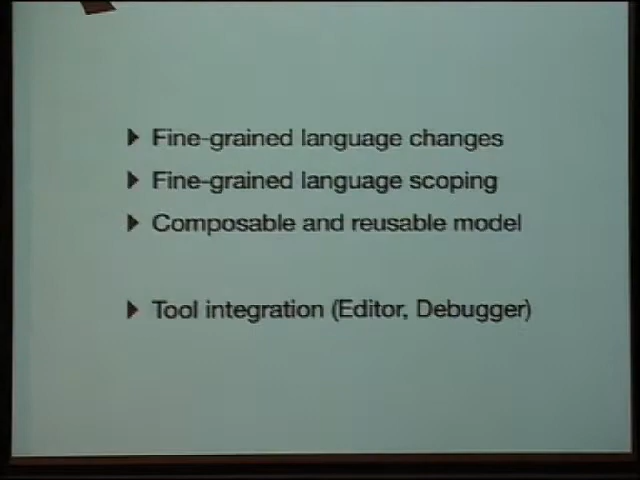 Fine-grained language changes
Fine-grained language scoping
Composable and reusable model
Tool integration (Editor, Debugger)